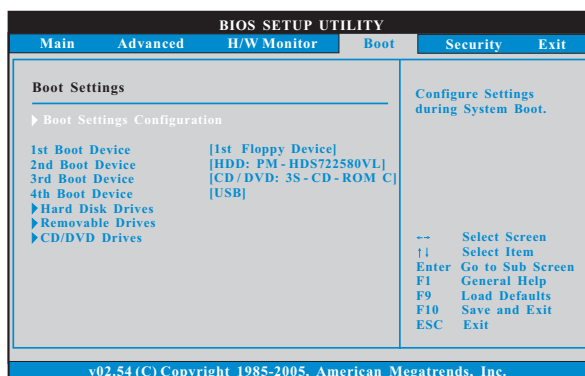 BIOS SETUP UTILITY
Main Advanced H/W Monitor Boot Security Exit
Boot Settings
Boot Settings Configuration
1st Boot Device [1st Floppy Device]
2nd Boot Device [HDD: PM - HDS722580VL]
3rd Boot Device [CD / DVD: 3S - CD - ROM C]
4th Boot Device [USB]
Hard Disk Drives
Removable Drives
CD/DVD Drives
Configure Settings
during System Boot.
←→ Select Screen
↑↓ Select Item
Enter Go to Sub Screen
F1 General Help
F9 Load Defaults
F10 Save and Exit
ESC Exit
v02.54 (C) Copyright 1985-2005, American Megatrends, Inc.